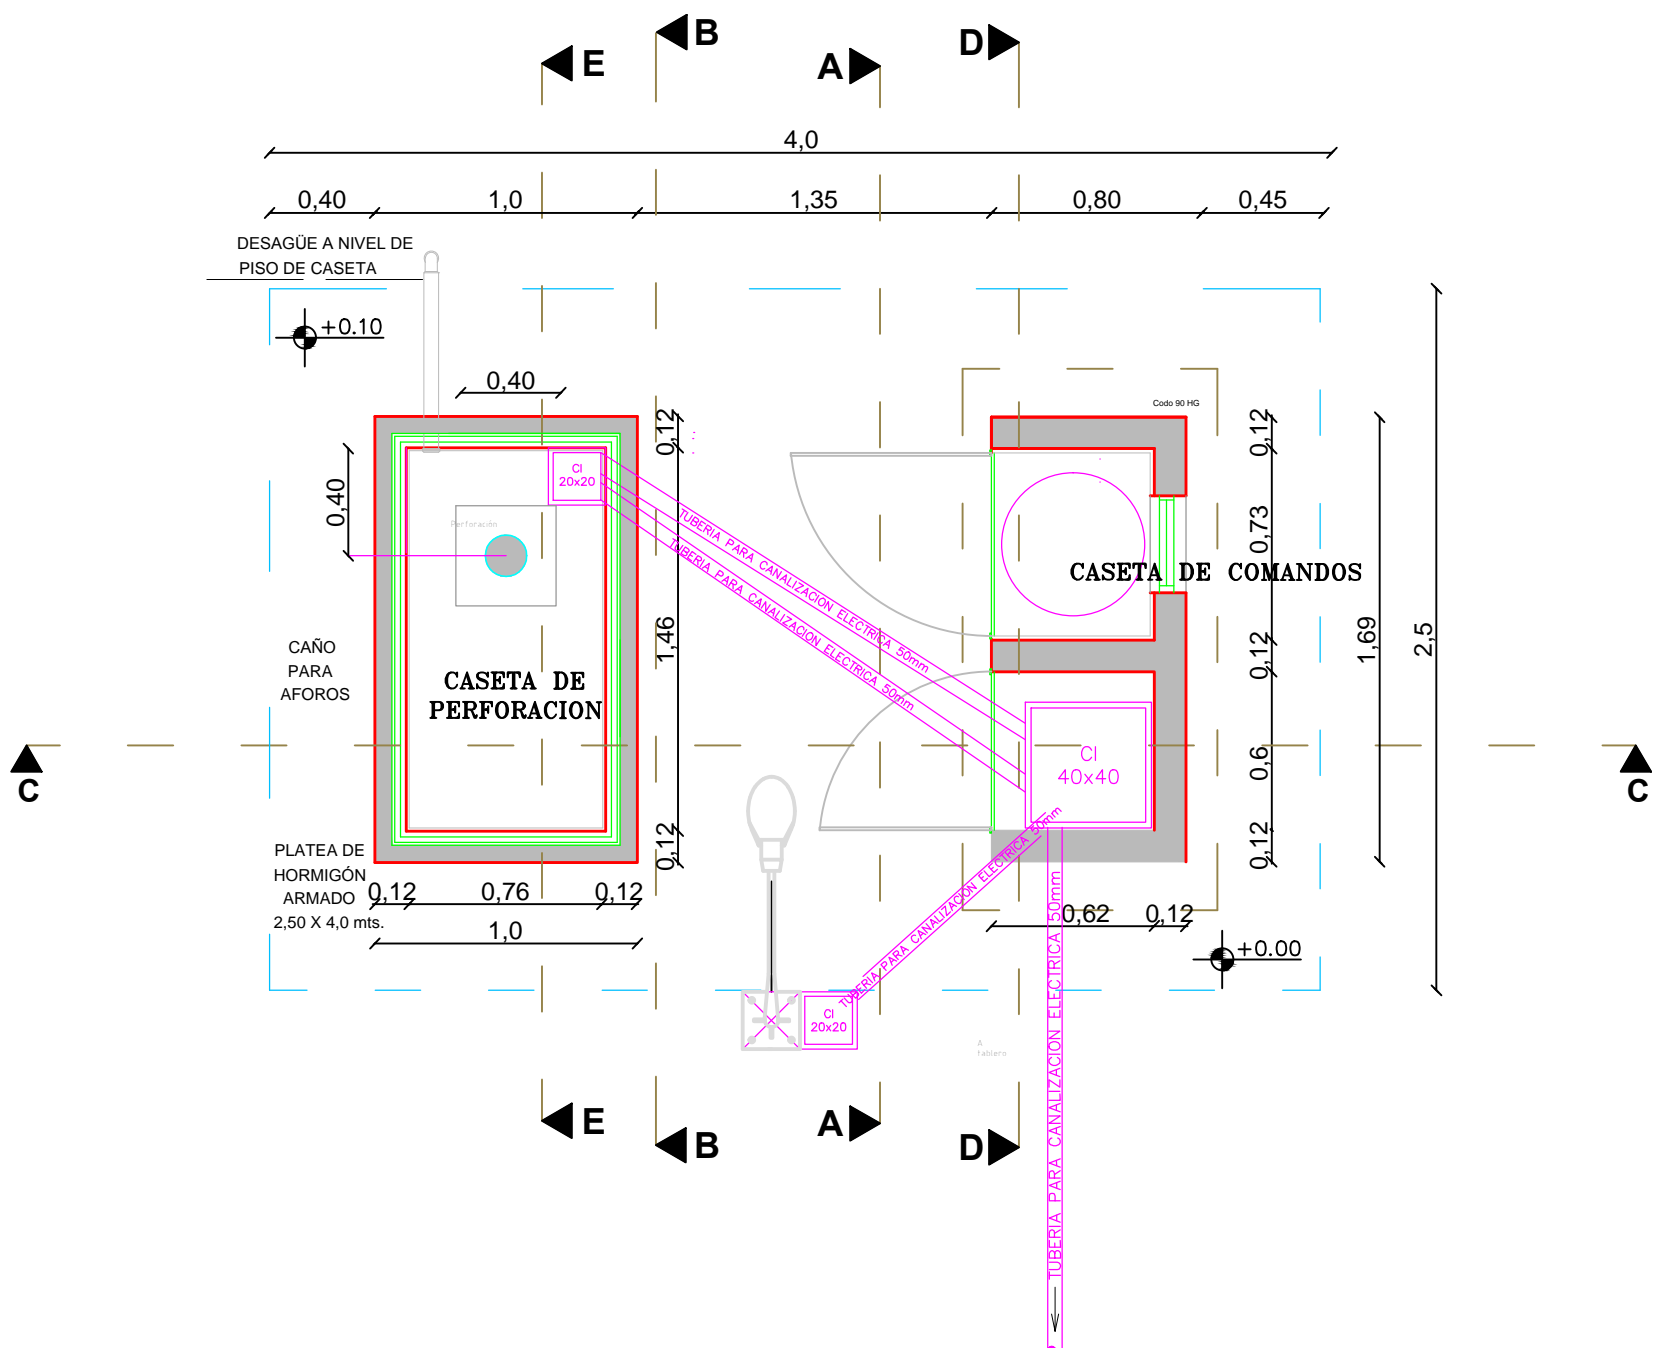 B
D
E
A
4,0
0,40
1,0
1,35
0,80
0,45
DESAGÜE A NIVEL DE
PISO DE CASETA
+0.10
0,40
Codo 90 HG
0,12
0,12
CI
20x20
0,40
Perforación
0,73
TUBERIA PARA CANALIZACION ELECTRICA 50mm
TUBERIA PARA CANALIZACION ELECTRICA 50mm
CASETA DE COMANDOS
CAÑO
PARA
AFOROS
1,46
0,12
1,69
2,5
CASETA DE
PERFORACION
C
CI
40x40
0,6
C
0,12
0,12
PLATEA DE
HORMIGÓN
ARMADO
2,50 X 4,0 mts.
0,12
0,76
0,12
1,0
TUBERIA PARA CANALIZACION ELECTRICA 50mm
0,62
0,12
+0.00
CI
20x20
A
tablero
TUBERIA PARA CANALIZACION ELECTRICA 50mm
E
B
A
D